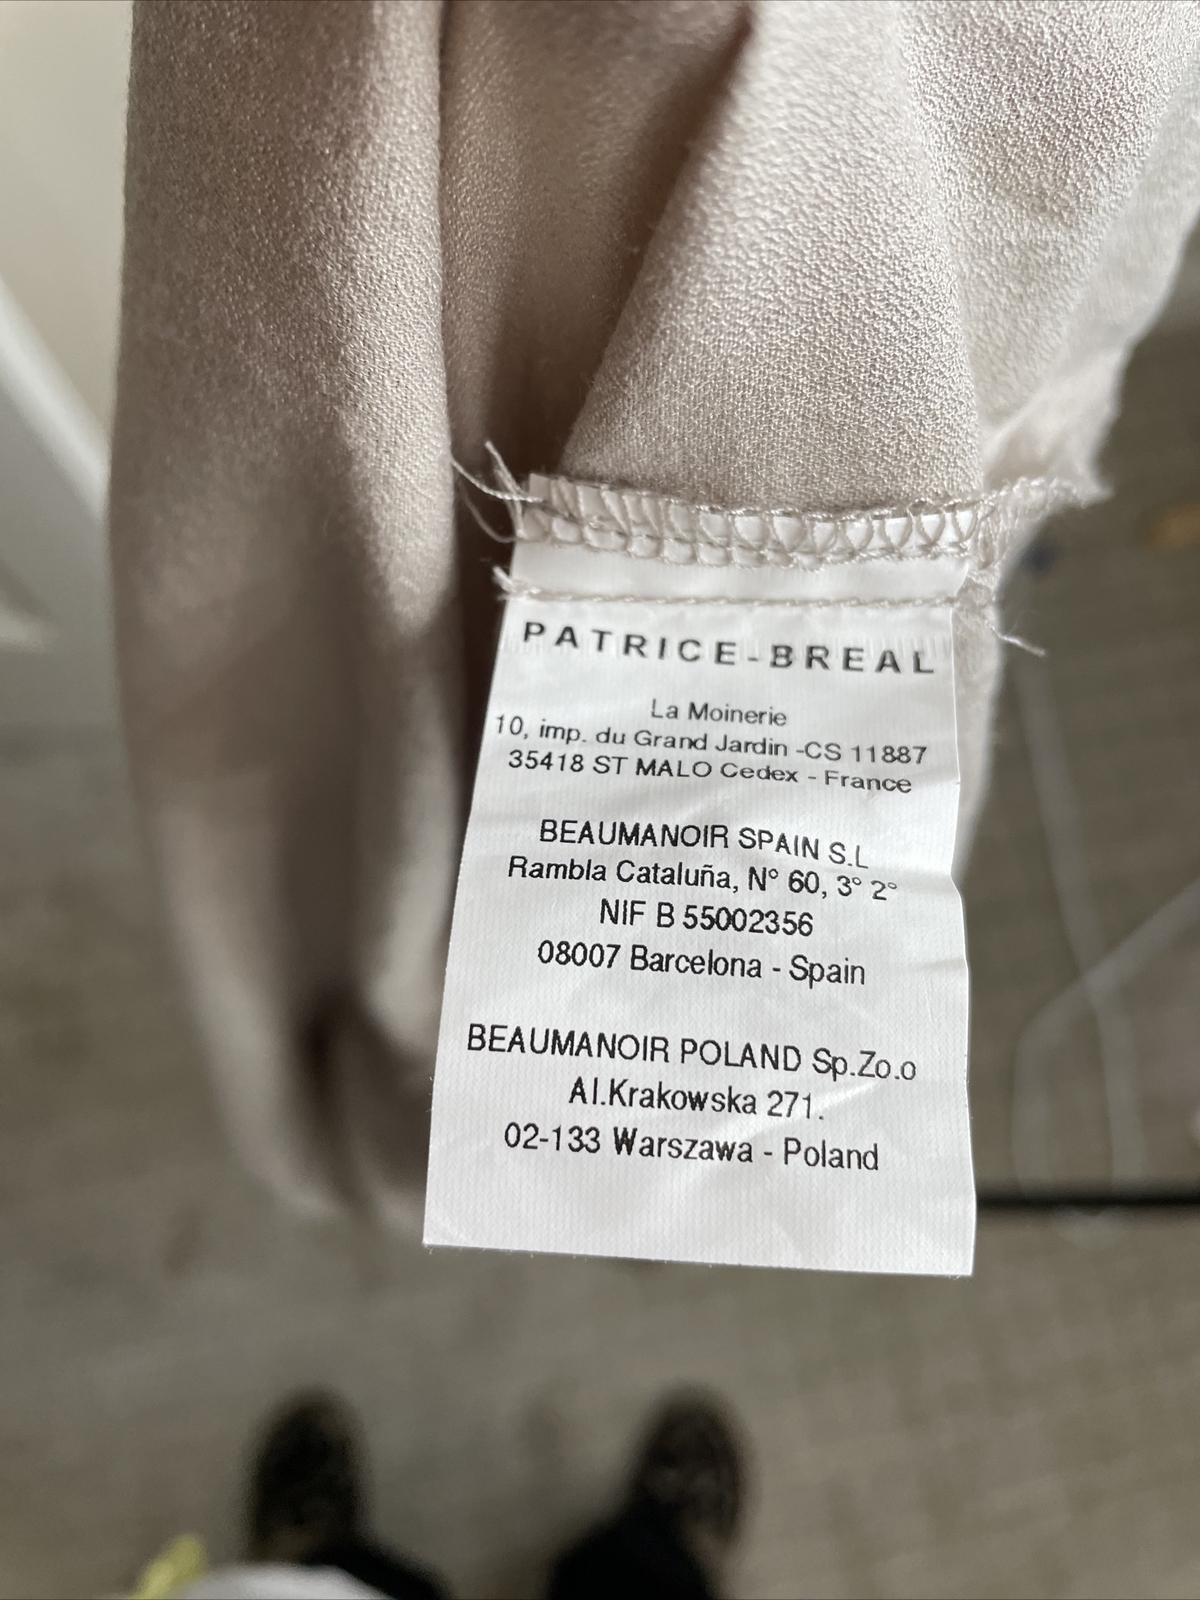 PATRICE-BREAL
La Moinerie
10, imp. du Grand Jardin -CS 11887
35418 ST MALO Cedex - France
BEAUMANOIR SPAIN S.L
Rambla Cataluña, N° 60, 3° 2°
NIF B 55002356
08007 Barcelona - Spain
BEAUMANOIR POLAND Sp.Zo.o
Al.Krakowska 271.
02-133 Warszawa - Poland